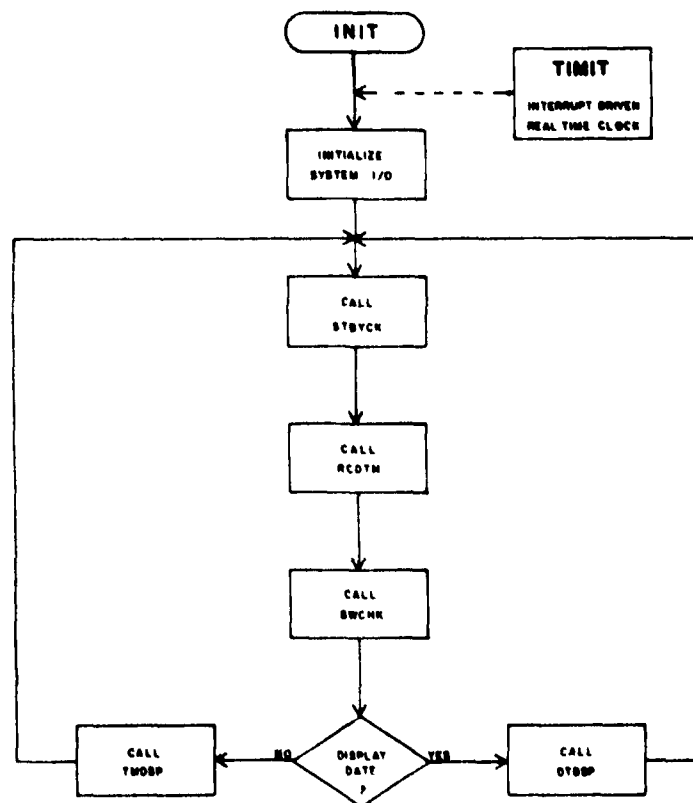 INIT
TIMIT
INTERRUPT DRIVEN
REAL TIME CLOCK
INITIALIZE
SYSTEM I/O
CALL
STBYCK
CALL
RCDTM
CALL
SWCHK
CALL
TMDSP
NO
DISPLAY
DATE
?
YES
CALL
DTDSP